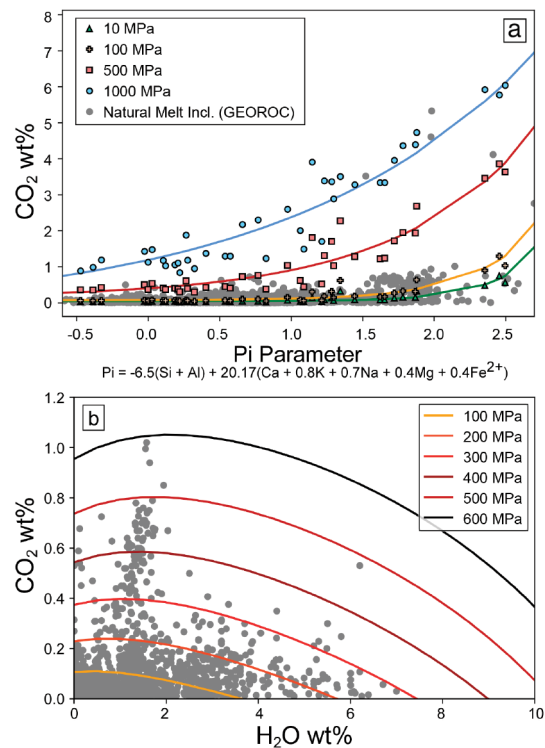 a
10 MPa
100 MPa
500 MPa
1000 MPa
Natural Melt Incl. (GEOROC)
8
7
6
5
4
3
2
1
0
CO₂ wt%
-0.5 0.0 0.5 1.0 1.5 2.0 2.5
Pi Parameter
Pi = -6.5(Si + Al) + 20.17(Ca + 0.8K + 0.7Na + 0.4Mg + 0.4Fe²⁺)
b
100 MPa
200 MPa
300 MPa
400 MPa
500 MPa
600 MPa
1.2
1.0
0.8
0.6
0.4
0.2
0.0
CO₂ wt%
0 2 4 6 8 10
H₂O wt%